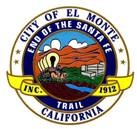 CITY OF EL MONTE
END OF THE SANTA FE
INC. 1912
TRAIL
CALIFORNIA